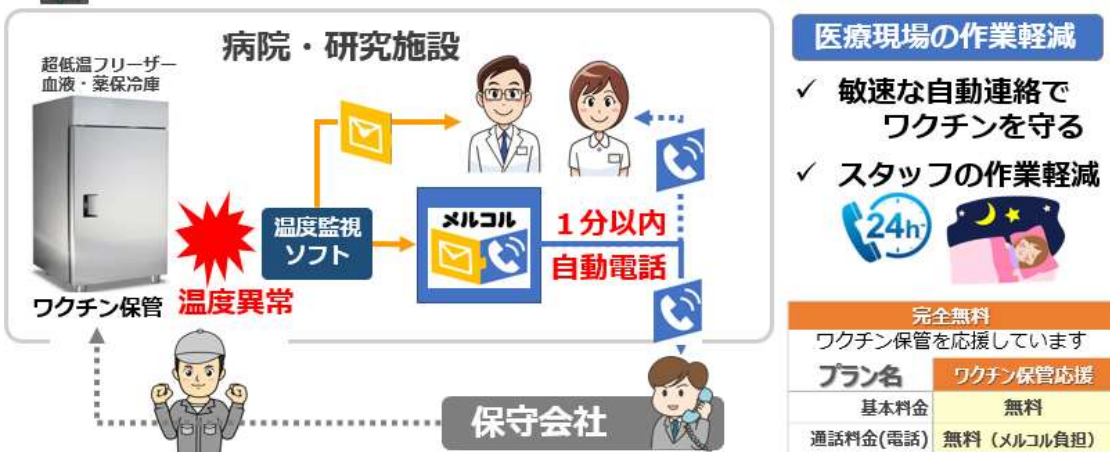 病院・研究施設
超低温フリーザー
血液・薬保冷庫
ワクチン保管
温度異常
温度監視
ソフト
メルコル
1分以内
自動電話
保守会社
医療現場の作業軽減
✓ 敏速な自動連絡で
ワクチンを守る
✓ スタッフの作業軽減
24h
完全無料
ワクチン保管を応援しています
プラン名 ワクチン保管応援
基本料金 無料
通話料金(電話) 無料（メルコル負担）